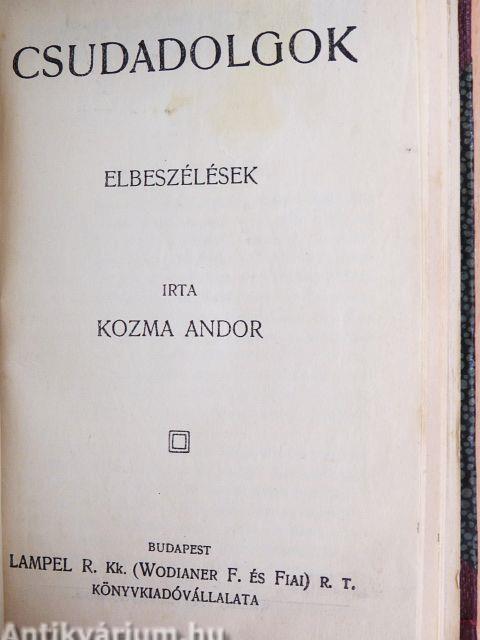 CSUDADOLGOK
ELBESZÉLÉSEK
IRTA
KOZMA ANDOR
BUDAPEST
LAMPEL R. Kk. (WODIANER F. ÉS FIAI) R. T.
KÖNYVKIADÓVÁLLALATA
Antikvárium.hu